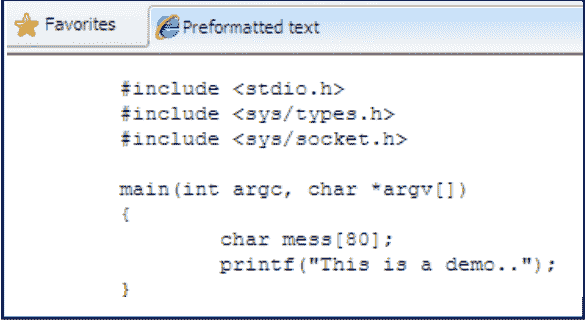 Favorites Preformatted text
#include <stdio.h>
#include <sys/types.h>
#include <sys/socket.h>
main(int argc, char *argv[])
{
char mess[80];
printf("This is a demo..");
}